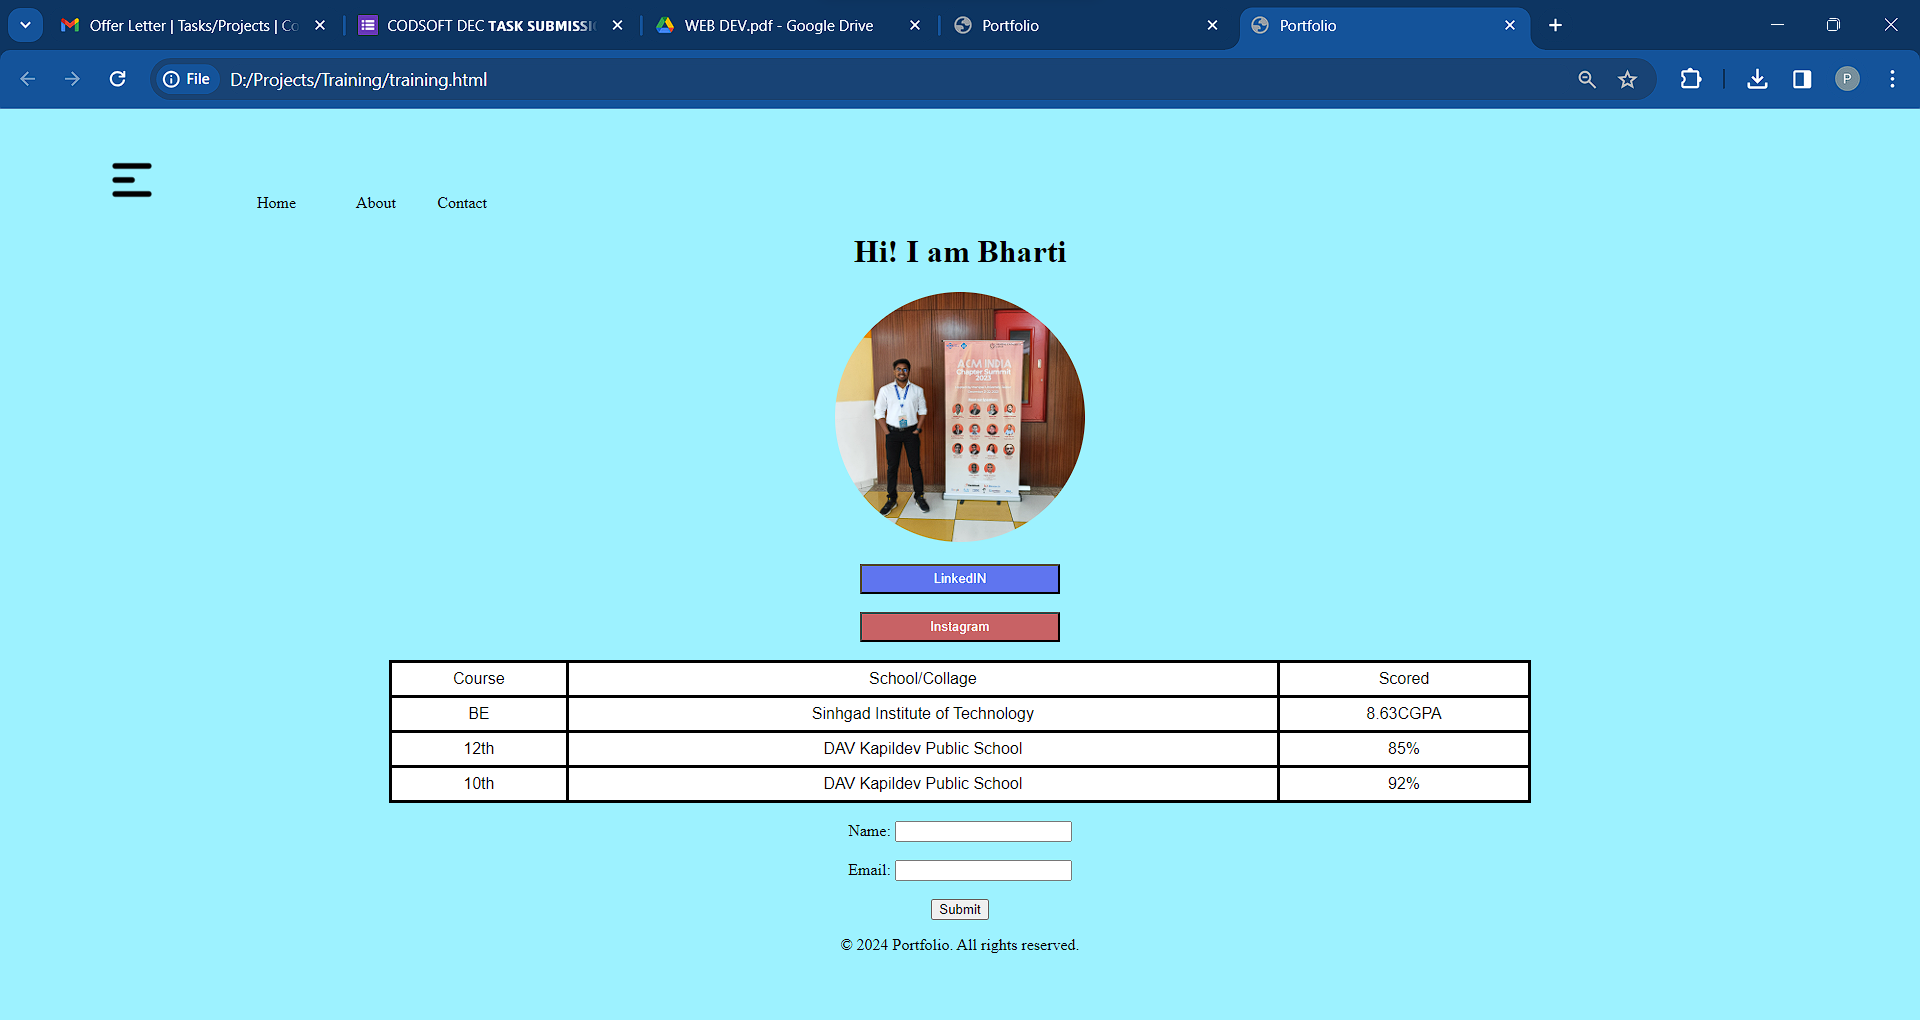 Offer Letter | Tasks/Projects | Co
CODSOFT DEC TASK SUBMISSI
WEB DEV.pdf - Google Drive
Portfolio
Portfolio
File
D:/Projects/Training/training.html
P
Home About Contact
Hi! I am Bharti
ACM INDIA
Chapter Summit
2023
LinkedIN
Instagram
Course School/Collage Scored
BE Sinhgad Institute of Technology 8.63CGPA
12th DAV Kapildev Public School 85%
10th DAV Kapildev Public School 92%
Name:
Email:
Submit
© 2024 Portfolio. All rights reserved.